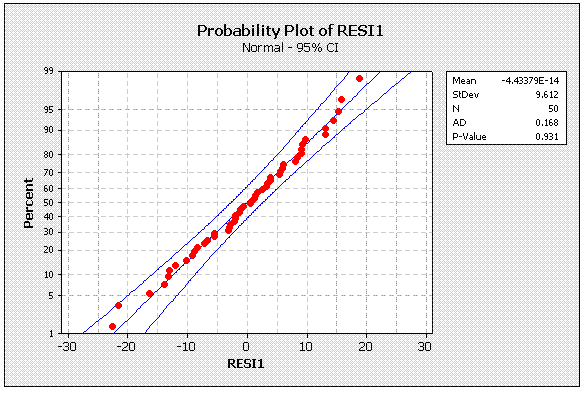 Probability Plot of RESI1
Normal - 95% CI
Mean -4.43379E-14
StDev 9.612
N 50
AD 0.168
P-Value 0.931
Percent
99
95
90
80
70
60
50
40
30
20
10
5
1
-30 -20 -10 0 10 20 30
RESI1